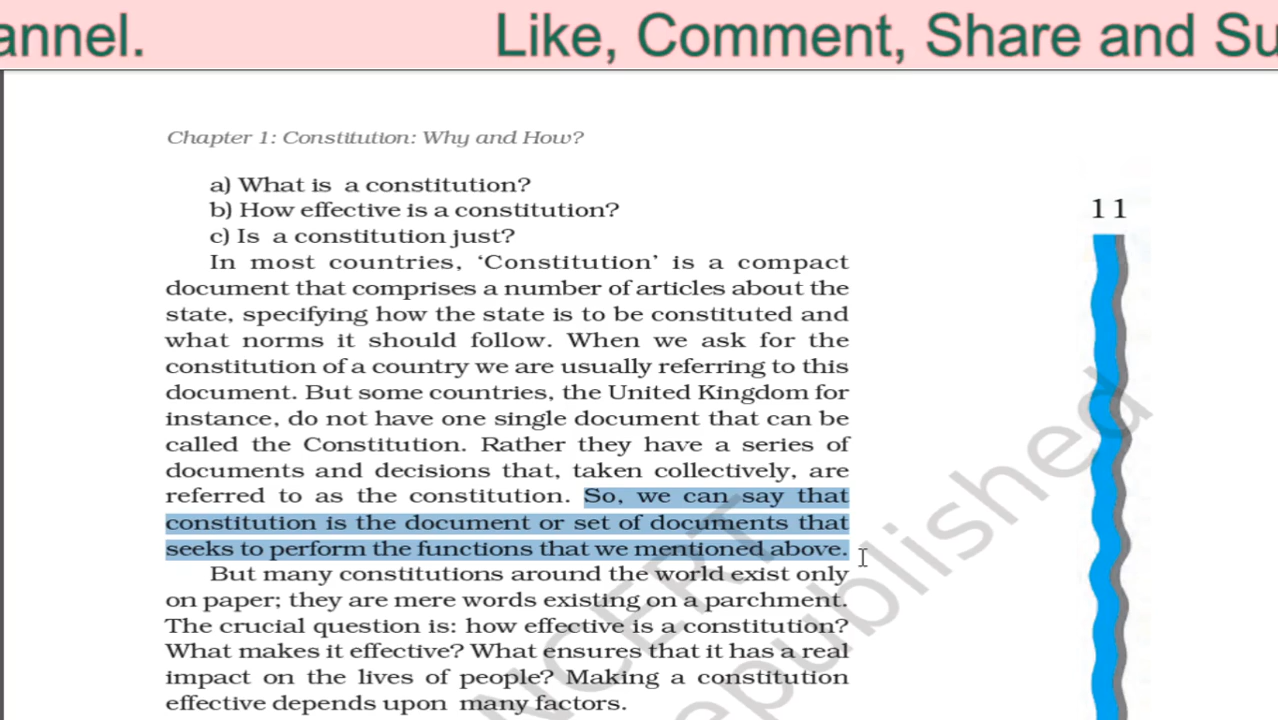 annel.
Like, Comment, Share and Su
Chapter 1: Constitution: Why and How?
a) What is a constitution?
b) How effective is a constitution?
c) Is a constitution just?
11
In most countries, ‘Constitution’ is a compact
document that comprises a number of articles about the
state, specifying how the state is to be constituted and
what norms it should follow. When we ask for the
constitution of a country we are usually referring to this
document. But some countries, the United Kingdom for
instance, do not have one single document that can be
called the Constitution. Rather they have a series of
documents and decisions that, taken collectively, are
referred to as the constitution. So, we can say that
constitution is the document or set of documents that
seeks to perform the functions that we mentioned above.
But many constitutions around the world exist only
on paper; they are mere words existing on a parchment.
The crucial question is: how effective is a constitution?
What makes it effective? What ensures that it has a real
impact on the lives of people? Making a constitution
effective depends upon many factors.
NCERT
republished